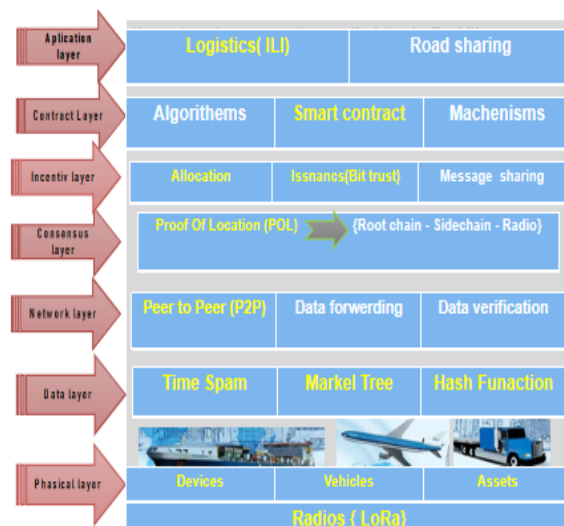 Aplication layer
Logistics( ILI)
Road sharing
Contract Layer
Algorithems
Smart contract
Machenisms
Incentiv layer
Allocation
Issnancs(Bit trust)
Message sharing
Consensus layer
Proof Of Location (POL)
{Root chain - Sidechain - Radio}
Network layer
Peer to Peer (P2P)
Data forwerding
Data verification
Data layer
Time Spam
Markel Tree
Hash Funaction
Phasical layer
Devices
Vehicles
Assets
Radios { LoRa}